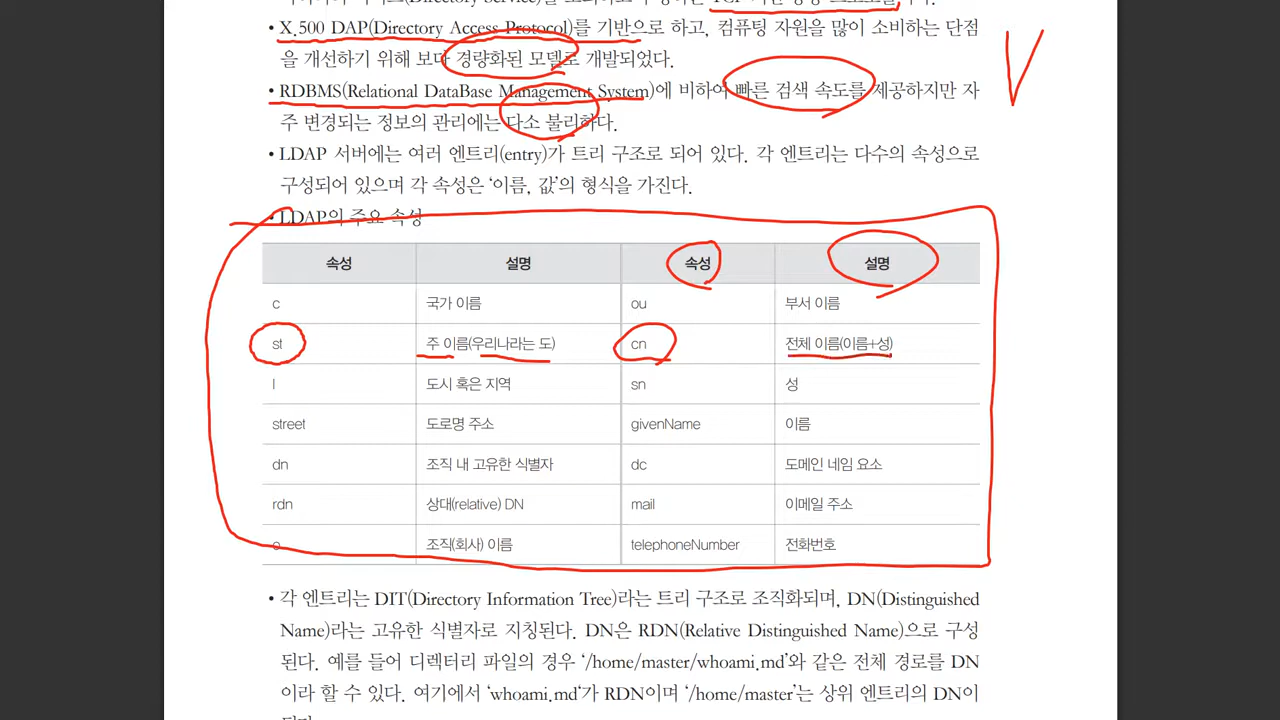 • X.500 DAP(Directory Access Protocol)를 기반으로 하고, 컴퓨팅 자원을 많이 소비하는 단점
을 개선하기 위해 보다 경량화된 모델로 개발되었다.
• RDBMS(Relational DataBase Management System)에 비하여 빠른 검색 속도를 제공하지만 자
주 변경되는 정보의 관리에는 다소 불리하다.
• LDAP 서버에는 여러 엔트리(entry)가 트리 구조로 되어 있다. 각 엔트리는 다수의 속성으로
구성되어 있으며 각 속성은 ‘이름, 값’의 형식을 가진다.
• LDAP의 주요 속성
속성 설명 속성 설명
c 국가 이름 ou 부서 이름
st 주 이름(우리나라는 도) cn 전체 이름(이름+성)
l 도시 혹은 지역 sn 성
street 도로명 주소 givenName 이름
dn 조직 내 고유한 식별자 dc 도메인 네임 요소
rdn 상대(relative) DN mail 이메일 주소
o 조직(회사) 이름 telephoneNumber 전화번호
• 각 엔트리는 DIT(Directory Information Tree)라는 트리 구조로 조직화되며, DN(Distinguished
Name)라는 고유한 식별자로 지칭된다. DN은 RDN(Relative Distinguished Name)으로 구성
된다. 예를 들어 디렉터리 파일의 경우 ‘/home/master/whoami.md’와 같은 전체 경로를 DN
이라 할 수 있다. 여기에서 ‘whoami.md‘가 RDN이며 ‘/home/master’는 상위 엔트리의 DN이